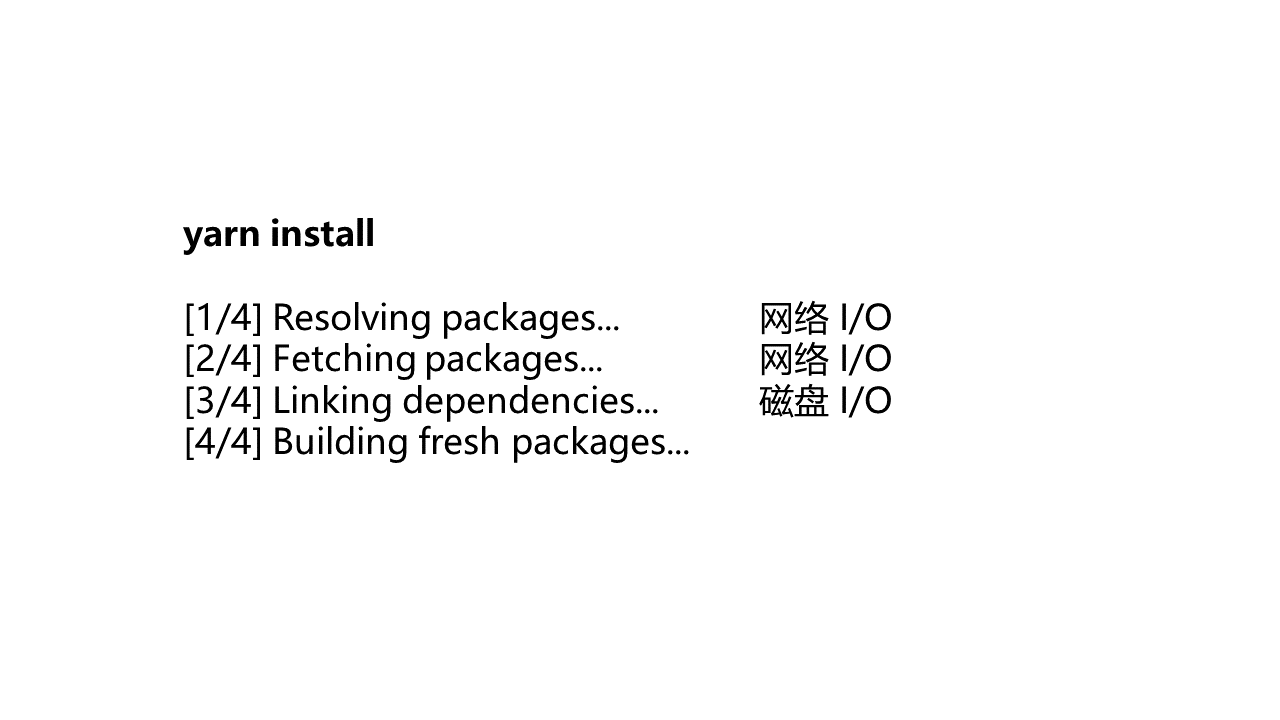 yarn install
[1/4] Resolving packages... 网络 I/O
[2/4] Fetching packages... 网络 I/O
[3/4] Linking dependencies... 磁盘 I/O
[4/4] Building fresh packages...